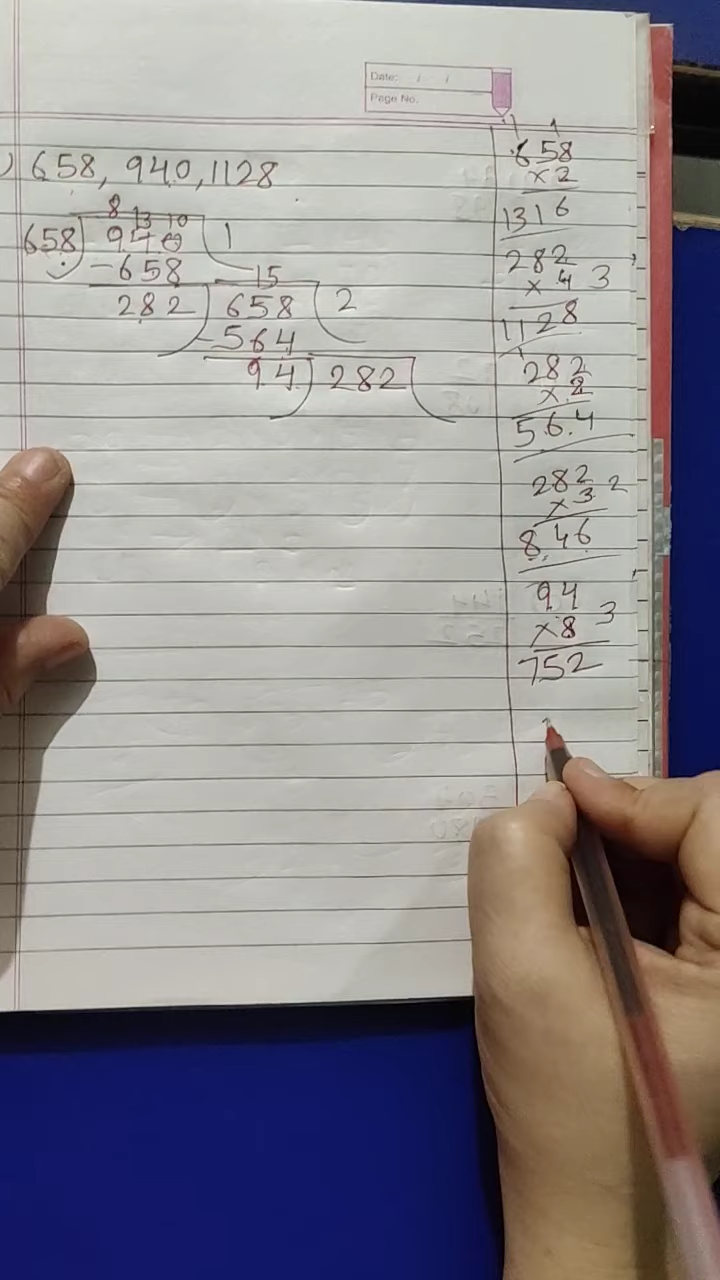 Date: / /
Page No.
) 658, 940, 1128
8 13 10
658 ) 940 ( 1
-658
15
282 ) 658 ( 2
-564
94 ) 282 (
1 1
658
x 2
1316
282
x 4 3
1128
1
282
x 2
564
282
x 3 2
846
94
x 8 3
752